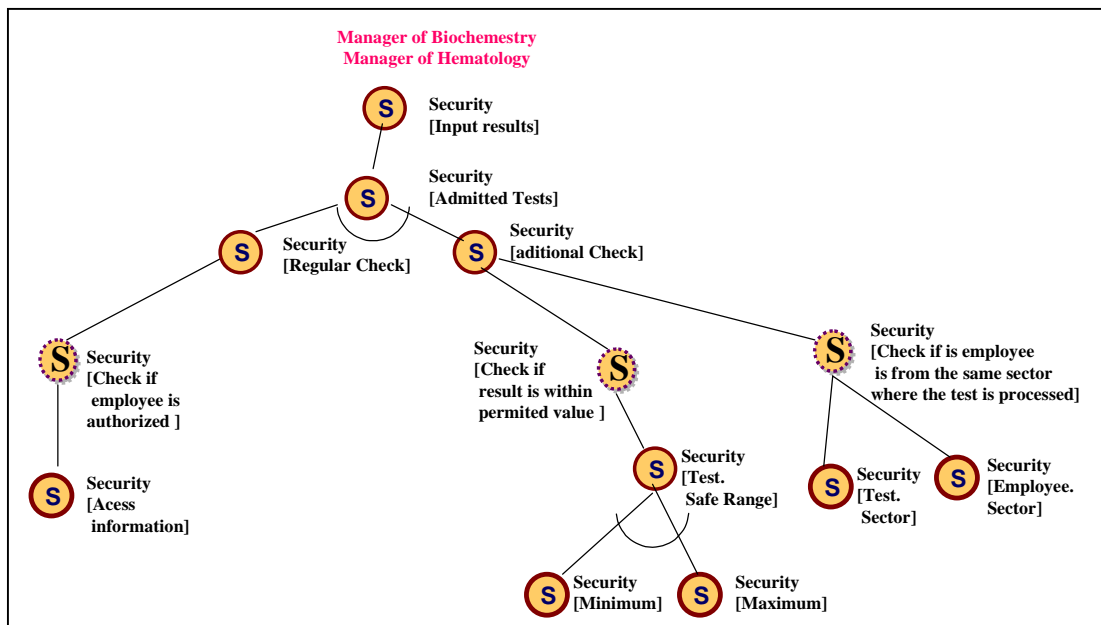 Manager of Biochemestry
Manager of Hematology
S
Security
[Input results]
S
Security
[Admitted Tests]
S
Security
[Regular Check]
S
Security
[aditional Check]
S
Security
[Check if
employee is
authorized ]
S
Security
[Check if
result is within
permited value ]
S
Security
[Check if is employee
is from the same sector
where the test is processed]
S
Security
[Acess
information]
S
Security
[Test.
Safe Range]
S
Security
[Test.
Sector]
S
Security
[Employee.
Sector]
S
Security
[Minimum]
S
Security
[Maximum]